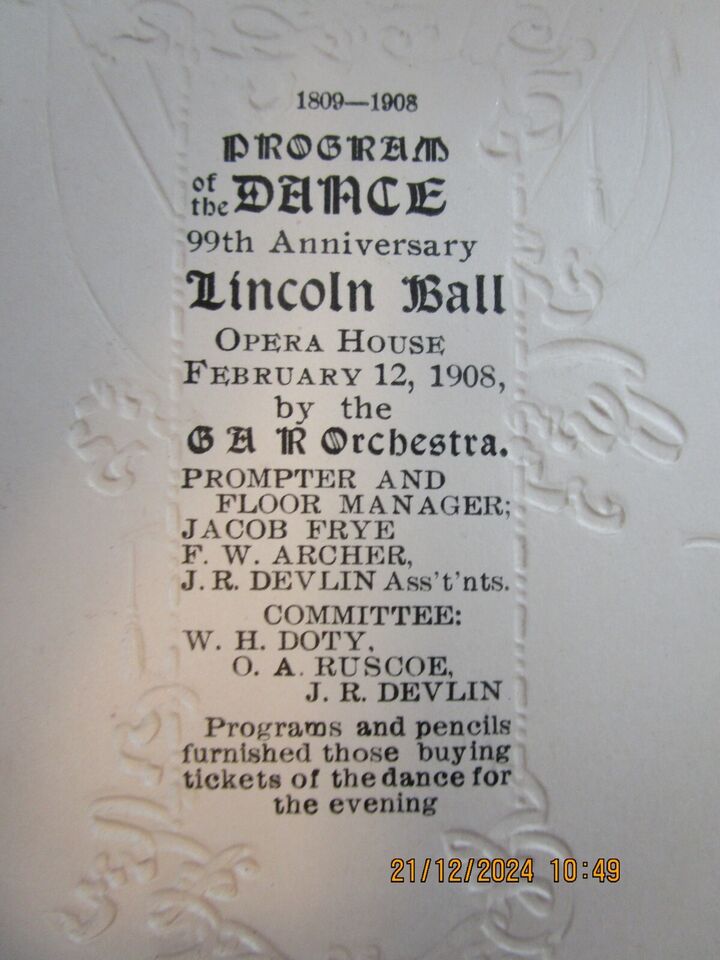 1809—1908
PROGRAM
of the DANCE
99th Anniversary
Lincoln Ball
OPERA HOUSE
FEBRUARY 12, 1908,
by the
G A R Orchestra.
PROMPTER AND
FLOOR MANAGER;
JACOB FRYE
F. W. ARCHER,
J. R. DEVLIN Ass't'nts.
COMMITTEE:
W. H. DOTY,
O. A. RUSCOE,
J. R. DEVLIN
Programs and pencils
furnished those buying
tickets of the dance for
the evening
21/12/2024 10:49